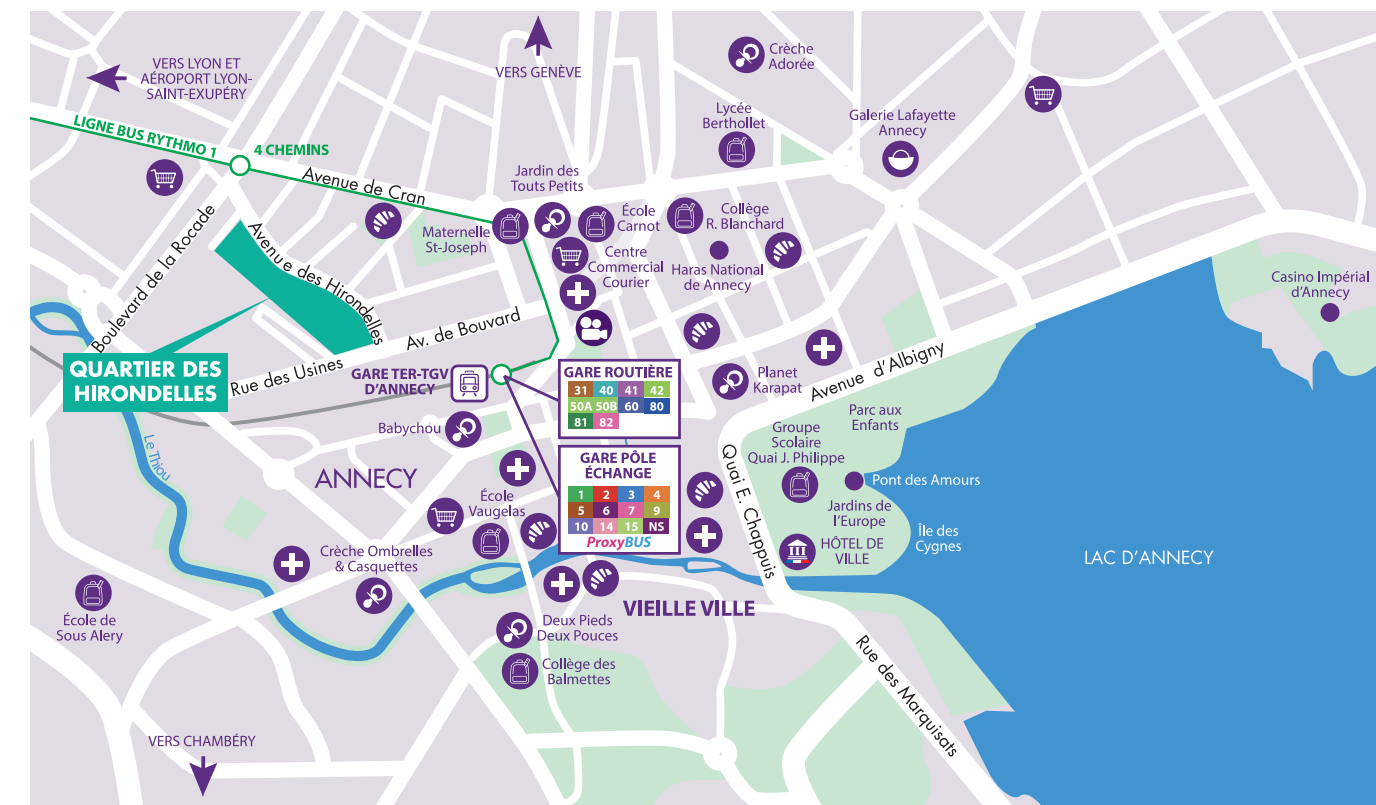 VERS LYON ET
AÉROPORT LYON-
SAINT-EXUPÉRY
VERS GENÈVE
Crèche
Adorée
Lycée
Berthollet
Galerie Lafayette
Annecy
LIGNE BUS RYTHMO 1
4 CHEMINS
Avenue de Cran
Jardin des
Touts Petits
Maternelle
St-Joseph
École
Carnot
Collège
R. Blanchard
Centre
Commercial
Courier
Haras National
de Annecy
Casino Impérial
d'Annecy
Boulevard de la Rocade
Avenue des Hirondelles
Av. de Bouvard
Rue des Usines
QUARTIER DES
HIRONDELLES
GARE TER-TGV
D'ANNECY
GARE ROUTIÈRE
31 40 41 42
50A 50B 60 80
81 82
Planet
Karapat
Avenue d'Albigny
Parc aux
Enfants
Babychou
Groupe
Scolaire
Quai J. Philippe
GARE PÔLE
ÉCHANGE
1 2 3 4
5 6 7 9
10 14 15 NS
ProxyBUS
Quai E. Chappuis
Pont des Amours
Jardins de
l'Europe
Île des
Cygnes
HÔTEL DE
VILLE
LAC D'ANNECY
Le Thiou
ANNECY
École
Vaugelas
Crèche Ombrelles
& Casquettes
École de
Sous Alery
VIEILLE VILLE
Deux Pieds
Deux Pouces
Collège des
Balmettes
Rue des Marquisats
VERS CHAMBÉRY